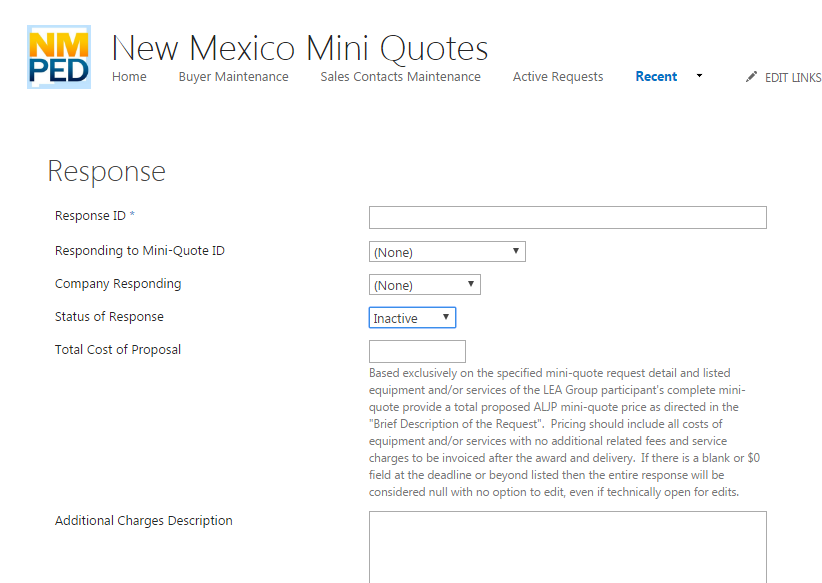 NM
PED
New Mexico Mini Quotes
Home Buyer Maintenance Sales Contacts Maintenance Active Requests Recent EDIT LINKS
Response
Response ID *
Responding to Mini-Quote ID (None)
Company Responding (None)
Status of Response Inactive
Total Cost of Proposal
Based exclusively on the specified mini-quote request detail and listed
equipment and/or services of the LEA Group participant's complete mini-
quote provide a total proposed ALJP mini-quote price as directed in the
"Brief Description of the Request". Pricing should include all costs of
equipment and/or services with no additional related fees and service
charges to be invoiced after the award and delivery. If there is a blank or $0
field at the deadline or beyond listed then the entire response will be
considered null with no option to edit, even if technically open for edits.
Additional Charges Description